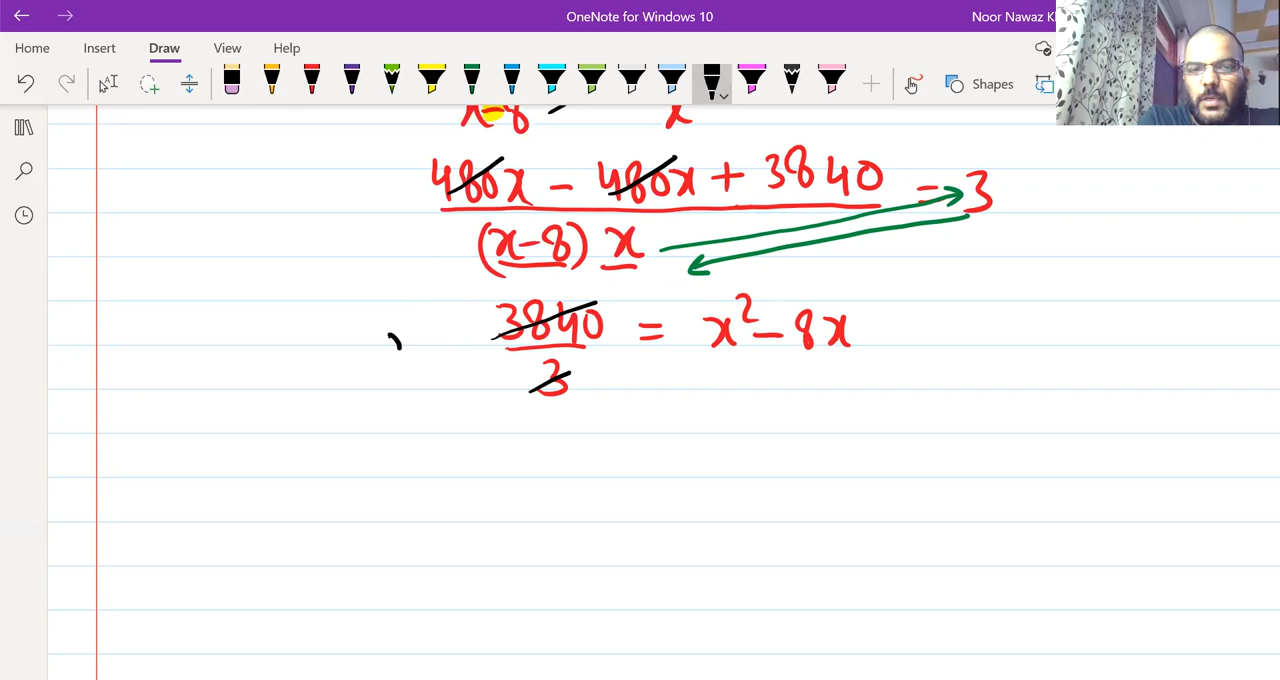 OneNote for Windows 10
Noor Nawaz
Home Insert Draw View Help
Shapes
x-8 x
480x - 480x + 3840 = 3
(x-8) x
3840 = x² - 8x
3